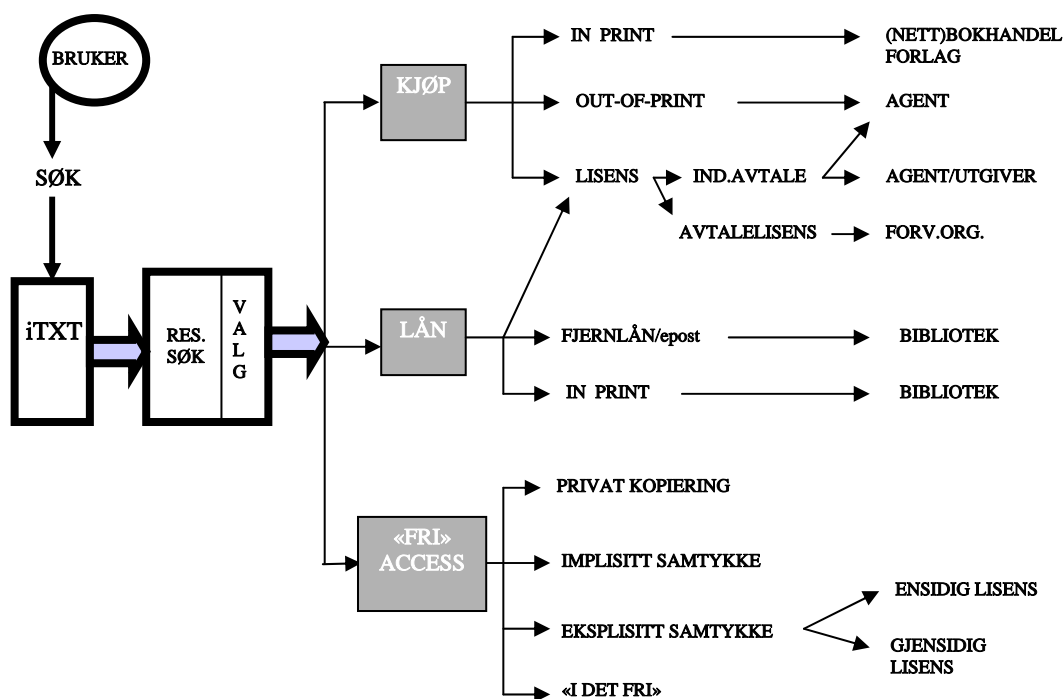 BRUKER
SØK
iTXT
RES.
SØK
V
A
L
G
KJØP
IN PRINT
(NETT)BOKHANDEL
FORLAG
OUT-OF-PRINT
AGENT
LISENS
IND.AVTALE
AGENT/UTGIVER
AVTALELISENS
FORV.ORG.
LÅN
FJERNLÅN/epost
BIBLIOTEK
IN PRINT
BIBLIOTEK
«FRI»
ACCESS
PRIVAT KOPIERING
IMPLISITT SAMTYKKE
EKSPLISITT SAMTYKKE
ENSIDIG LISENS
GJENSIDIG
LISENS
«I DET FRI»